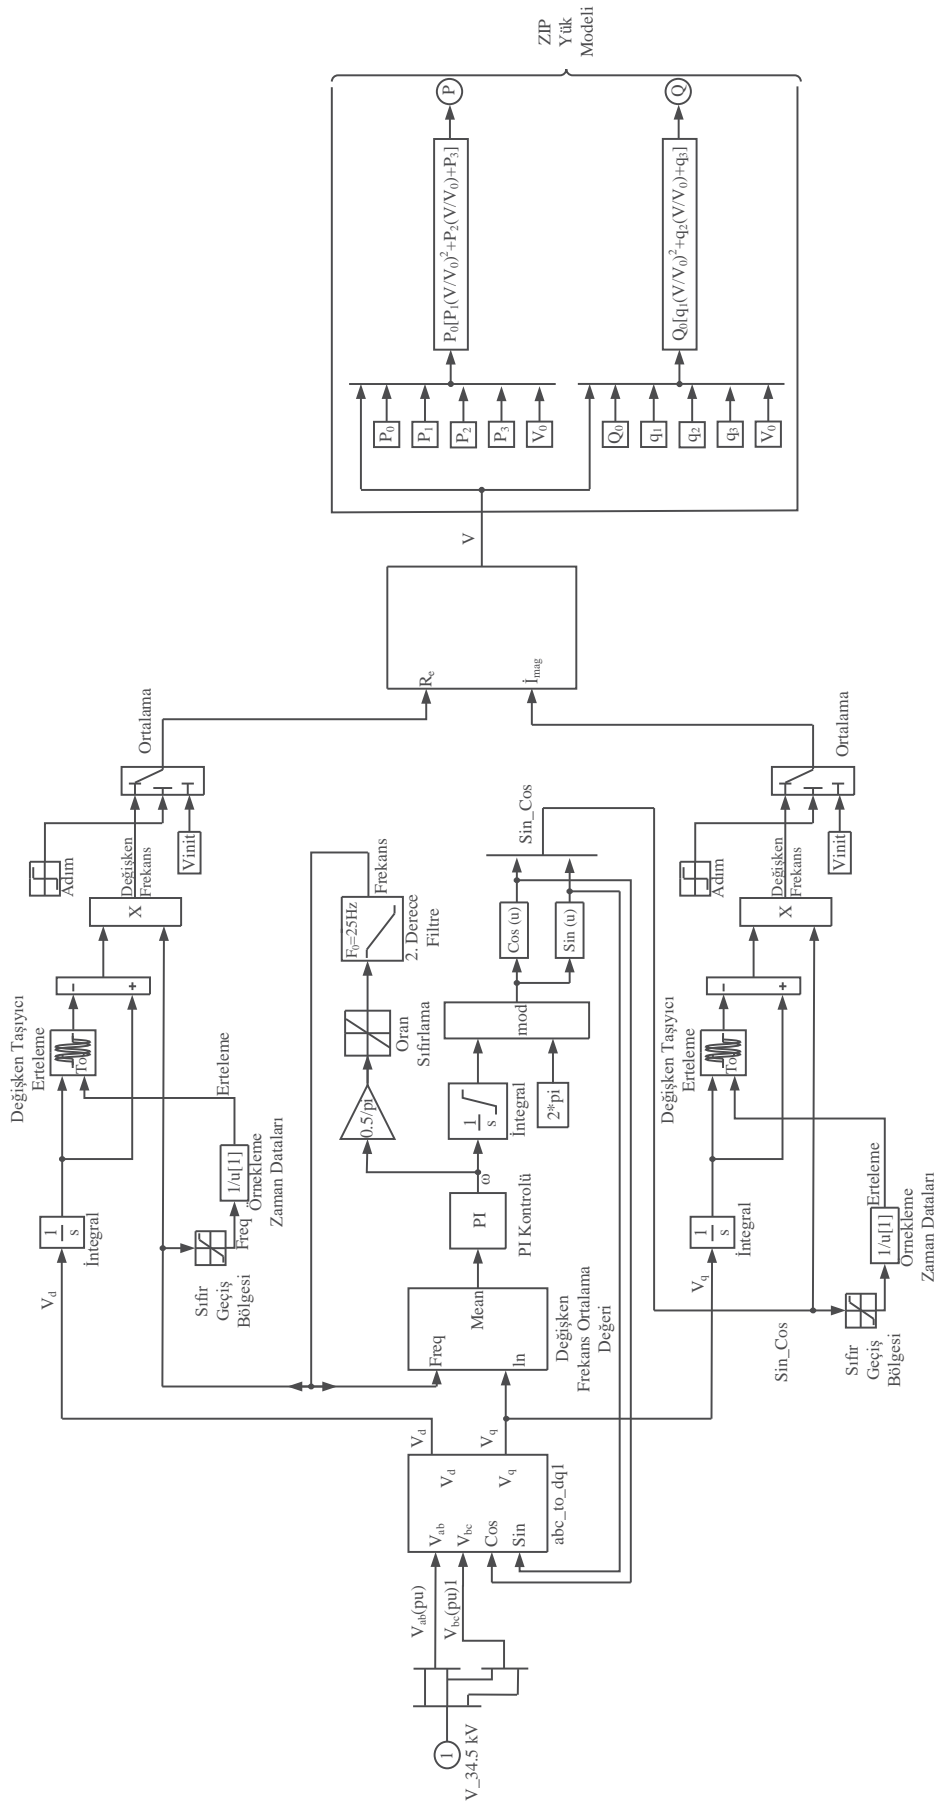 1
V_34.5 kV
Vab(pu)
Vbc(pu)1
Vab
Vbc
Cos
Sin
Vd
Vq
abc_to_dq1
Vd
Vq
Vd
1
s
İntegral
Değişken Taşıyıcı
Erteleme
To
−
+
X
Adım
Değişken
Frekans
Vinit
Ortalama
Sıfır
Geçiş
Bölgesi
Freq
1/u[1]
Örnekleme
Zaman Dataları
Erteleme
Freq
In
Mean
Değişken
Frekans Ortalama
Değeri
PI
PI Kontrolü
ω
0.5/pi
Oran
Sıfırlama
F0=25Hz
2. Derece
Filtre
Frekans
1
s
İntegral
2*pi
mod
Cos (u)
Sin (u)
Sin_Cos
Vq
1
s
İntegral
Değişken Taşıyıcı
Erteleme
To
−
+
X
Adım
Değişken
Frekans
Vinit
Ortalama
Sin_Cos
Sıfır
Geçiş
Bölgesi
1/u[1]
Örnekleme
Zaman Dataları
Erteleme
Re
İmag
V
P0
P1
P2
P3
V0
P0[P1(V/V0)²+P2(V/V0)+P3]
P
Q0
q1
q2
q3
V0
Q0[q1(V/V0)²+q2(V/V0)+q3]
Q
ZIP
Yük
Modeli